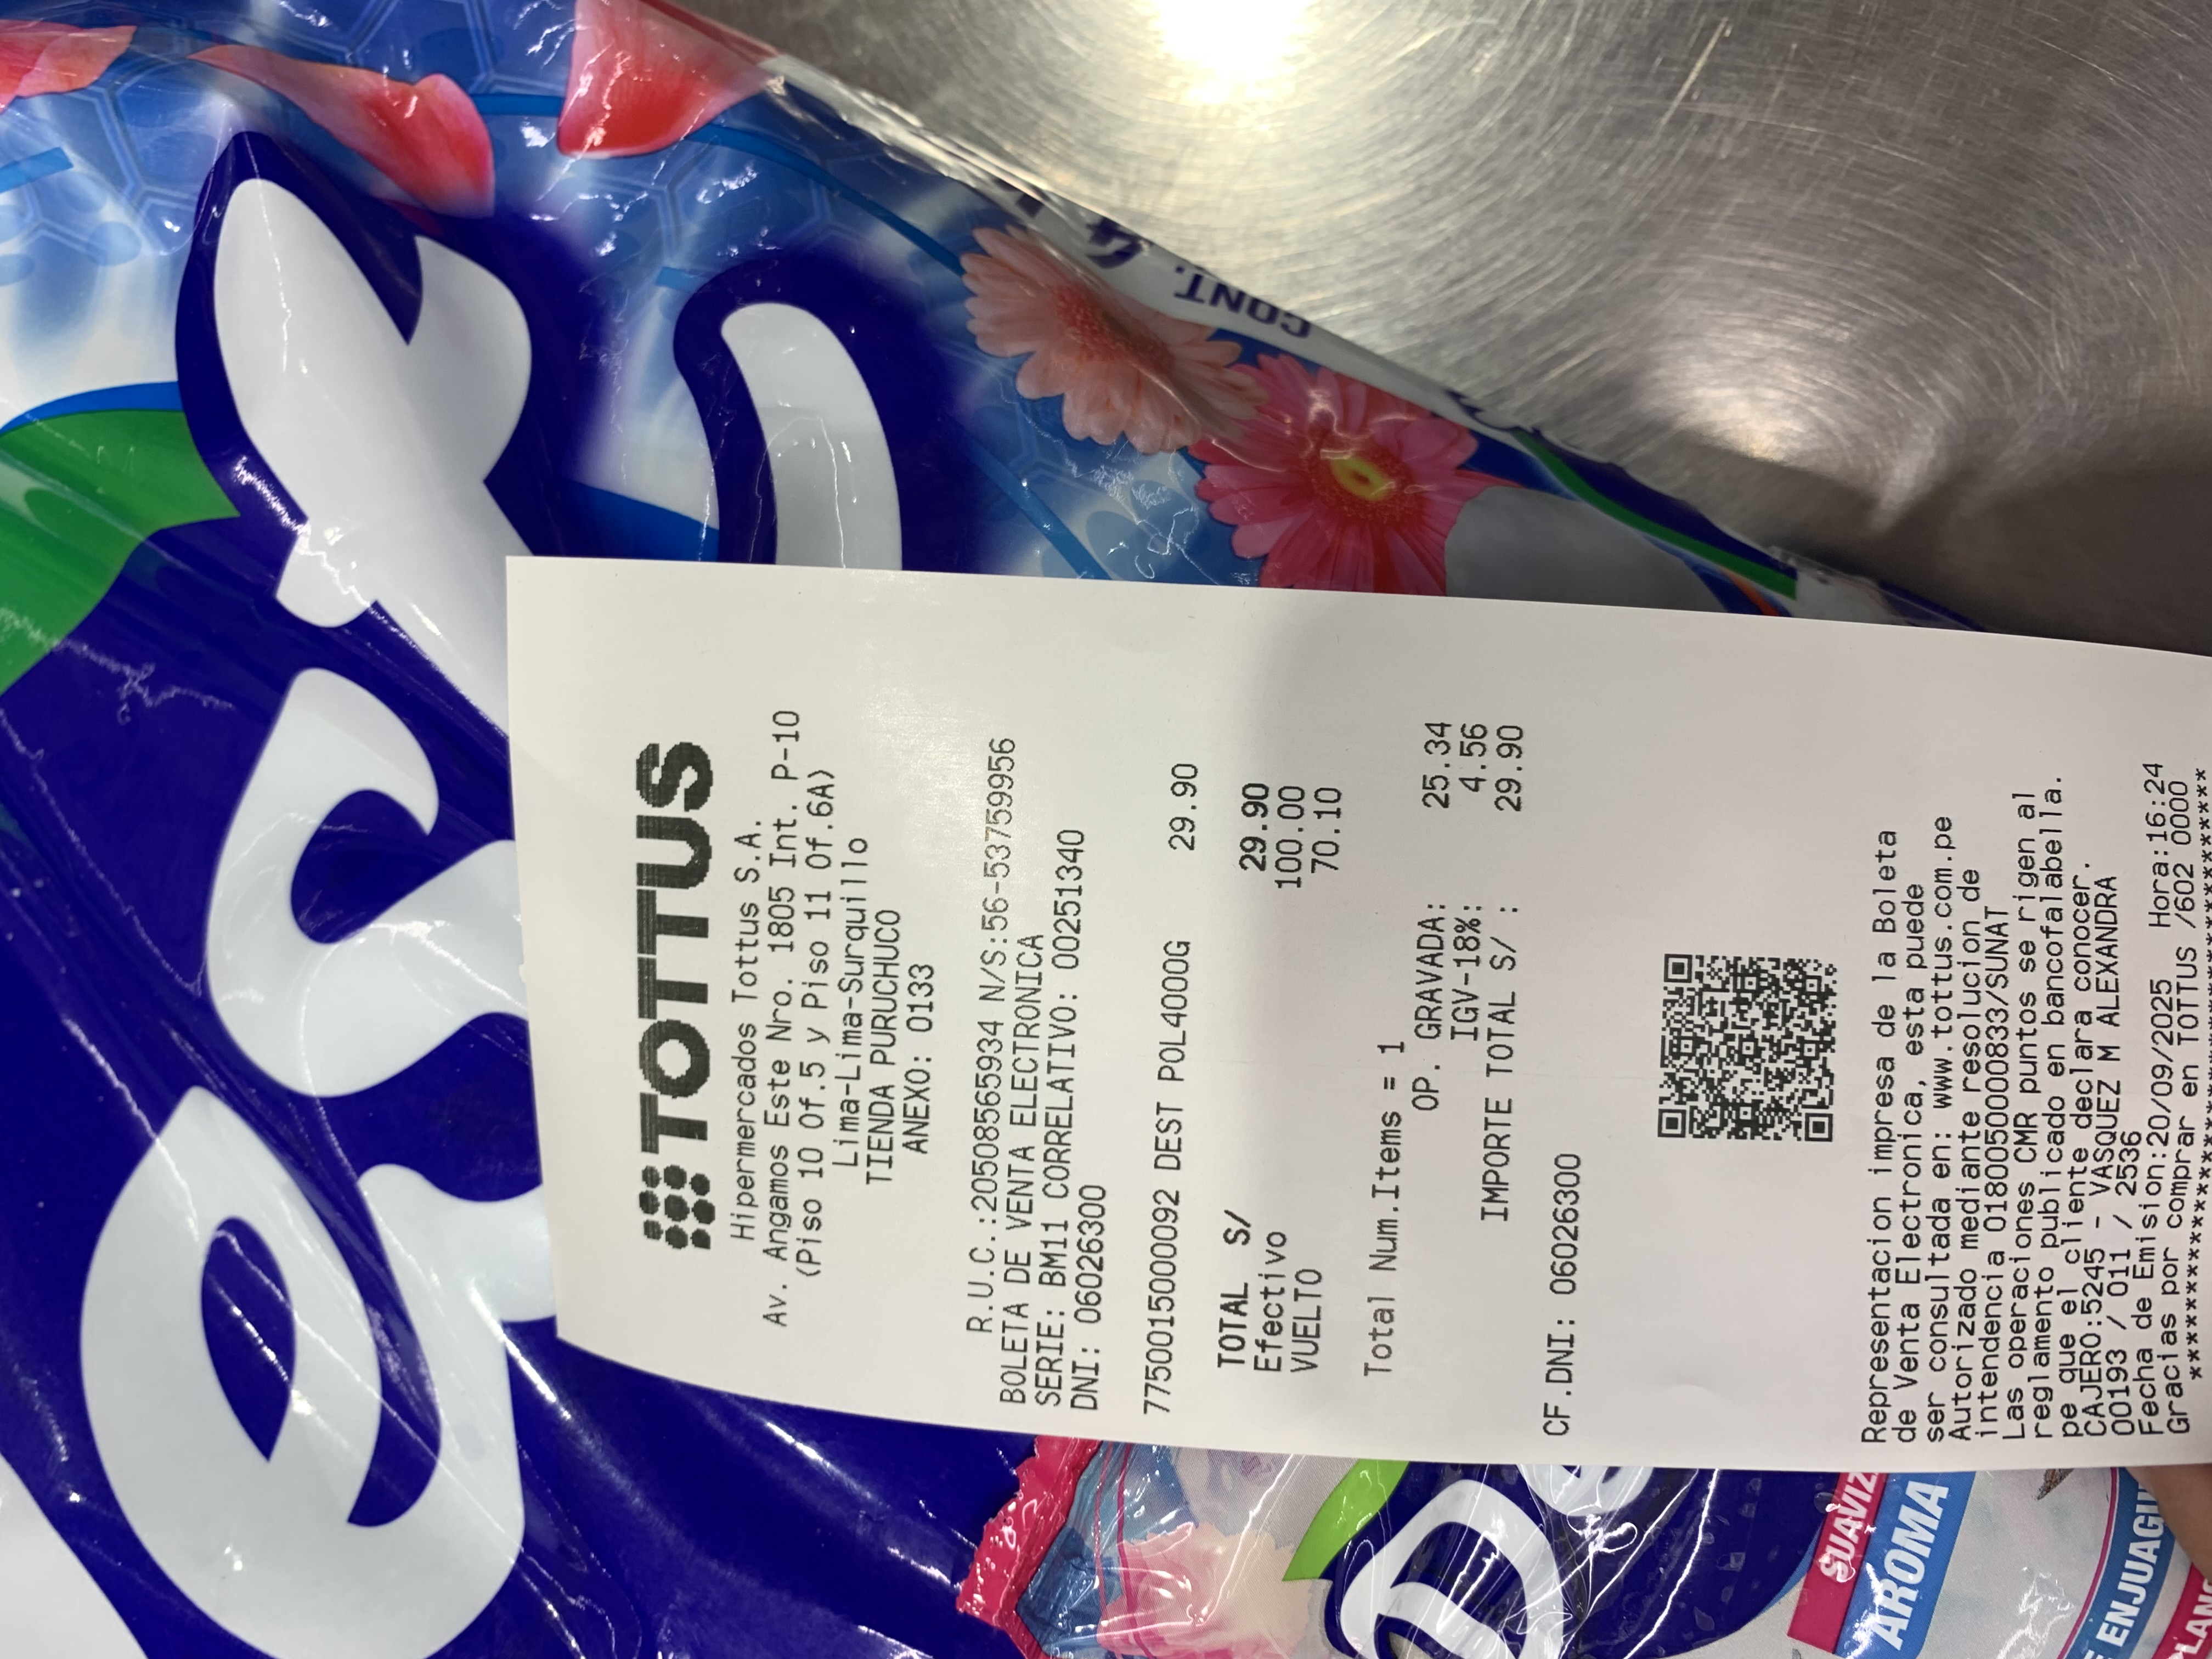 TOTTUS
Hipermercados Tottus S.A.
Av. Angamos Este Nro. 1805 Int. P-10
(Piso 10 Of.5 y Piso 11 Of.6A)
Lima-Lima-Surquillo
TIENDA PURUCHUCO
ANEXO: 0133
R.U.C.:20508565934 N/S:56-53759956
BOLETA DE VENTA ELECTRONICA
SERIE: BM11 CORRELATIVO: 00251340
DNI: 06026300
7750015000092 DEST POL4000G 29.90
TOTAL S/ 29.90
Efectivo 100.00
VUELTO 70.10
Total Num.Items = 1
OP. GRAVADA: 25.34
IGV-18%: 4.56
IMPORTE TOTAL S/ : 29.90
CF.DNI: 06026300
Representacion impresa de la Boleta
de Venta Electronica, esta puede
ser consultada en: www.tottus.com.pe
Autorizado mediante resolucion de
intendencia 0180050000833/SUNAT
Las operaciones CMR puntos se rigen al
reglamento publicado en bancofalabella.
pe que el cliente declara conocer.
CAJERO:5245 - VASQUEZ M ALEXANDRA
00193 / 011 / 2536
Fecha de Emision:20/09/2025 Hora:16:24
Gracias por comprar en TOTTUS /602 0000
***********************************
CONT. 4
SUAVIZ
AROMA
ENJUAGU